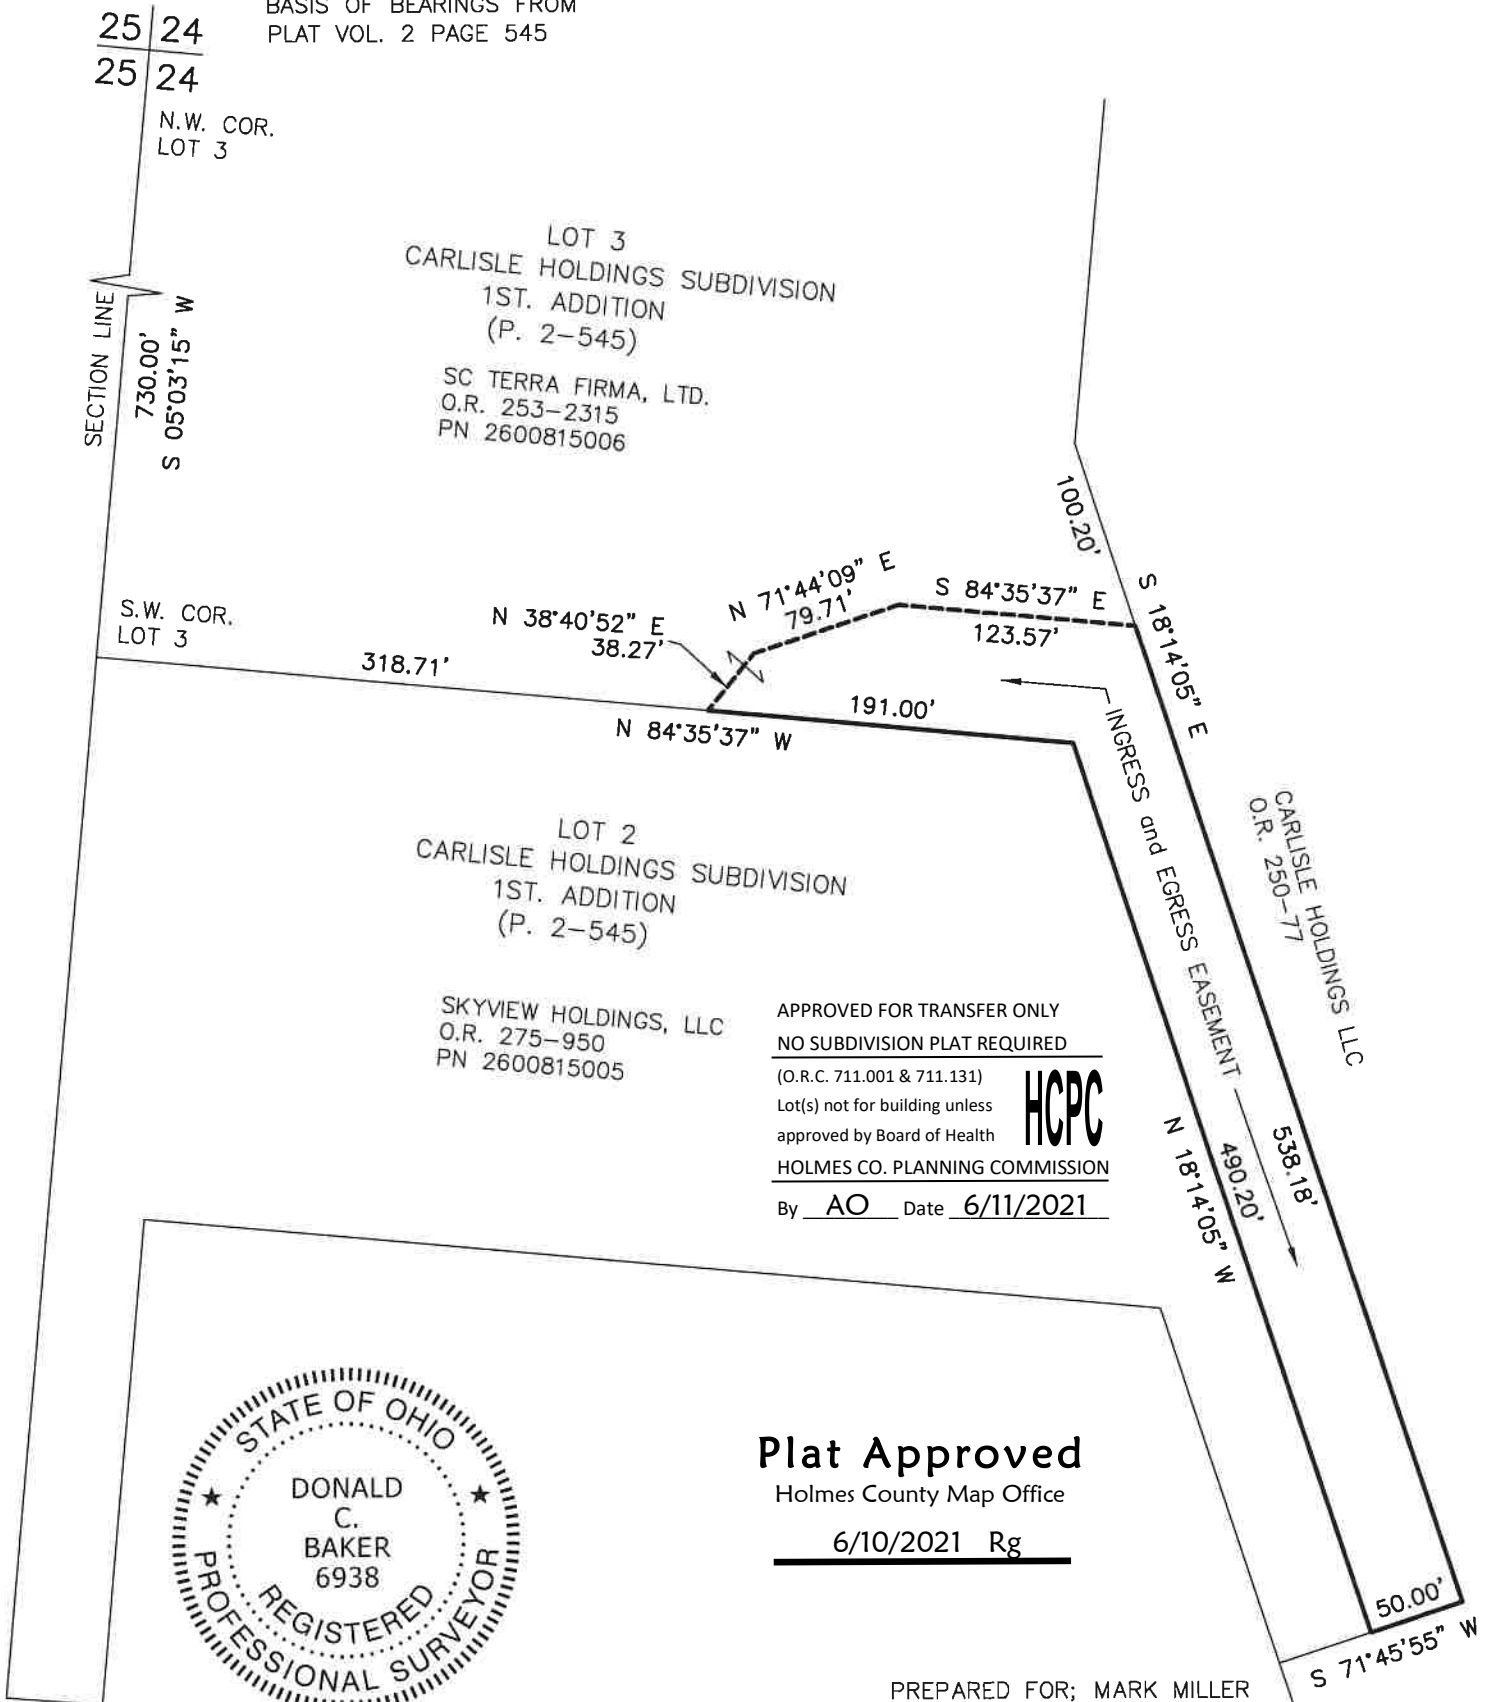 BASIS OF BEARINGS FROM
PLAT VOL. 2 PAGE 545
25 24
25 24
N.W. COR.
LOT 3
LOT 3
CARLISLE HOLDINGS SUBDIVISION
1ST. ADDITION
(P. 2-545)
SC TERRA FIRMA, LTD.
O.R. 253-2315
PN 2600815006
SECTION LINE
730.00'
S 05°03'15" W
100.20'
S 18°14'05" E
N 71°44'09" E
79.71'
S 84°35'37" E
123.57'
N 38°40'52" E
38.27'
S.W. COR.
LOT 3
318.71'
191.00'
N 84°35'37" W
INGRESS and EGRESS EASEMENT
CARLISLE HOLDINGS LLC
O.R. 250-77
LOT 2
CARLISLE HOLDINGS SUBDIVISION
1ST. ADDITION
(P. 2-545)
SKYVIEW HOLDINGS, LLC
O.R. 275-950
PN 2600815005
APPROVED FOR TRANSFER ONLY
NO SUBDIVISION PLAT REQUIRED
(O.R.C. 711.001 & 711.131)
Lot(s) not for building unless
approved by Board of Health
HCPC
HOLMES CO. PLANNING COMMISSION
By AO Date 6/11/2021
538.18'
490.20'
N 18°14'05" W
STATE OF OHIO
DONALD
C.
BAKER
6938
REGISTERED
PROFESSIONAL SURVEYOR
Plat Approved
Holmes County Map Office
6/10/2021 Rg
50.00'
S 71°45'55" W
PREPARED FOR; MARK MILLER